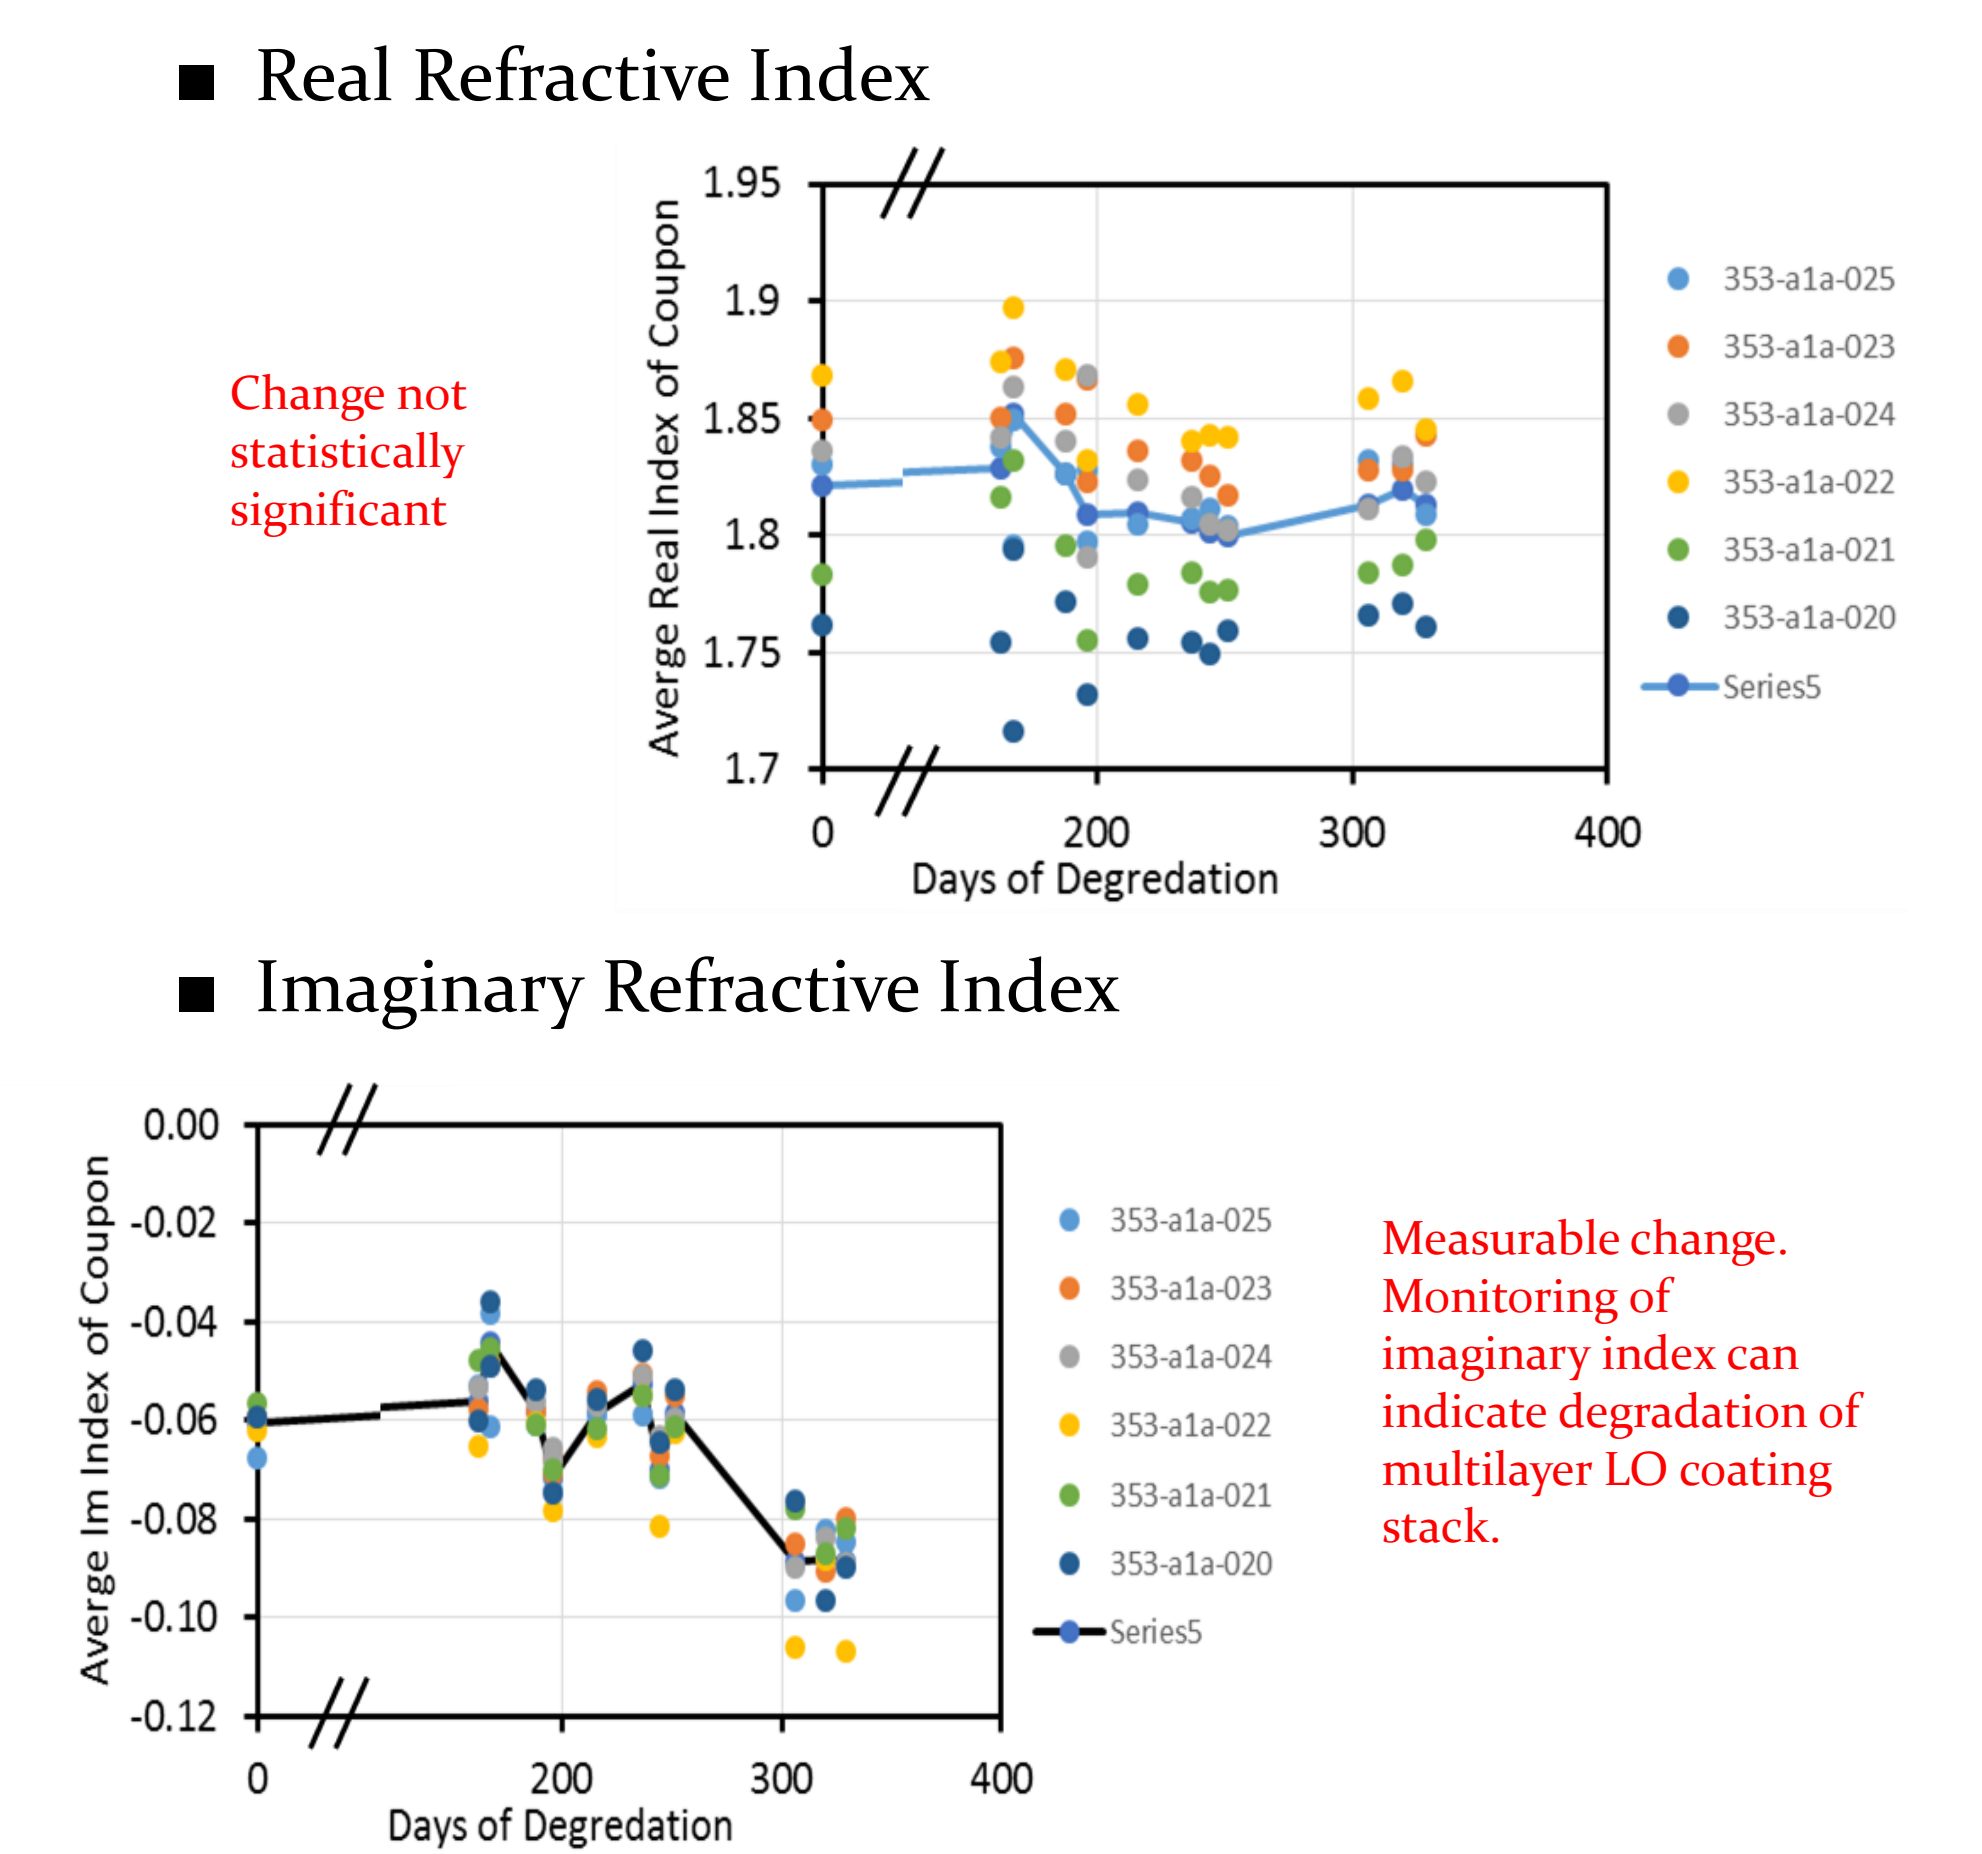 ■ Real Refractive Index
Change not
statistically
significant
Averge Real Index of Coupon
1.95
1.9
1.85
1.8
1.75
1.7
0
200
300
400
Days of Degredation
353-a1a-025
353-a1a-023
353-a1a-024
353-a1a-022
353-a1a-021
353-a1a-020
Series5
■ Imaginary Refractive Index
Averge Im Index of Coupon
0.00
-0.02
-0.04
-0.06
-0.08
-0.10
-0.12
0
200
300
400
Days of Degredation
353-a1a-025
353-a1a-023
353-a1a-024
353-a1a-022
353-a1a-021
353-a1a-020
Series5
Measurable change.
Monitoring of
imaginary index can
indicate degradation of
multilayer LO coating
stack.